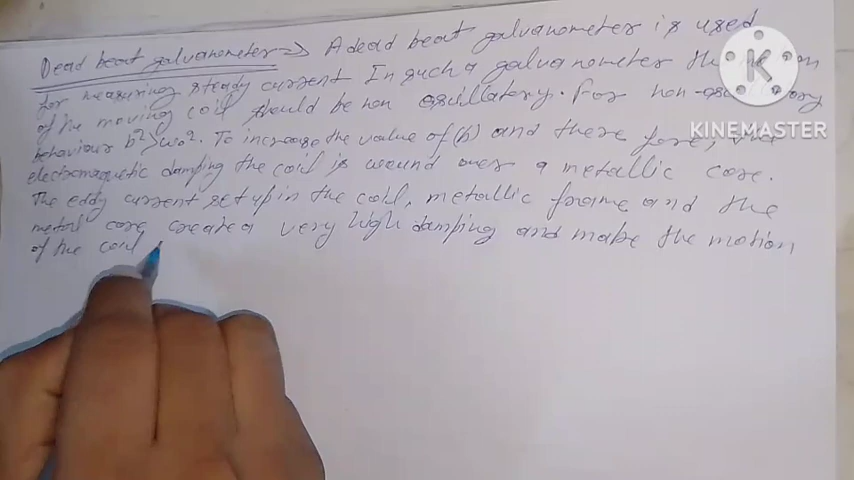 Dead beat galvanometer => A dead beat galvanometer is used
for measuring steady current In such a galvanometer the
of the moving coil should be non oscillatory. For non-
behaviour b²>ω0². To increase the value of (b) and there fore, the
electromagnetic damping the coil is wound over a metallic core.
The eddy current set up in the coil, metallic frame and the
metal core create a very high damping and make the motion
of the coil
KINEMASTER